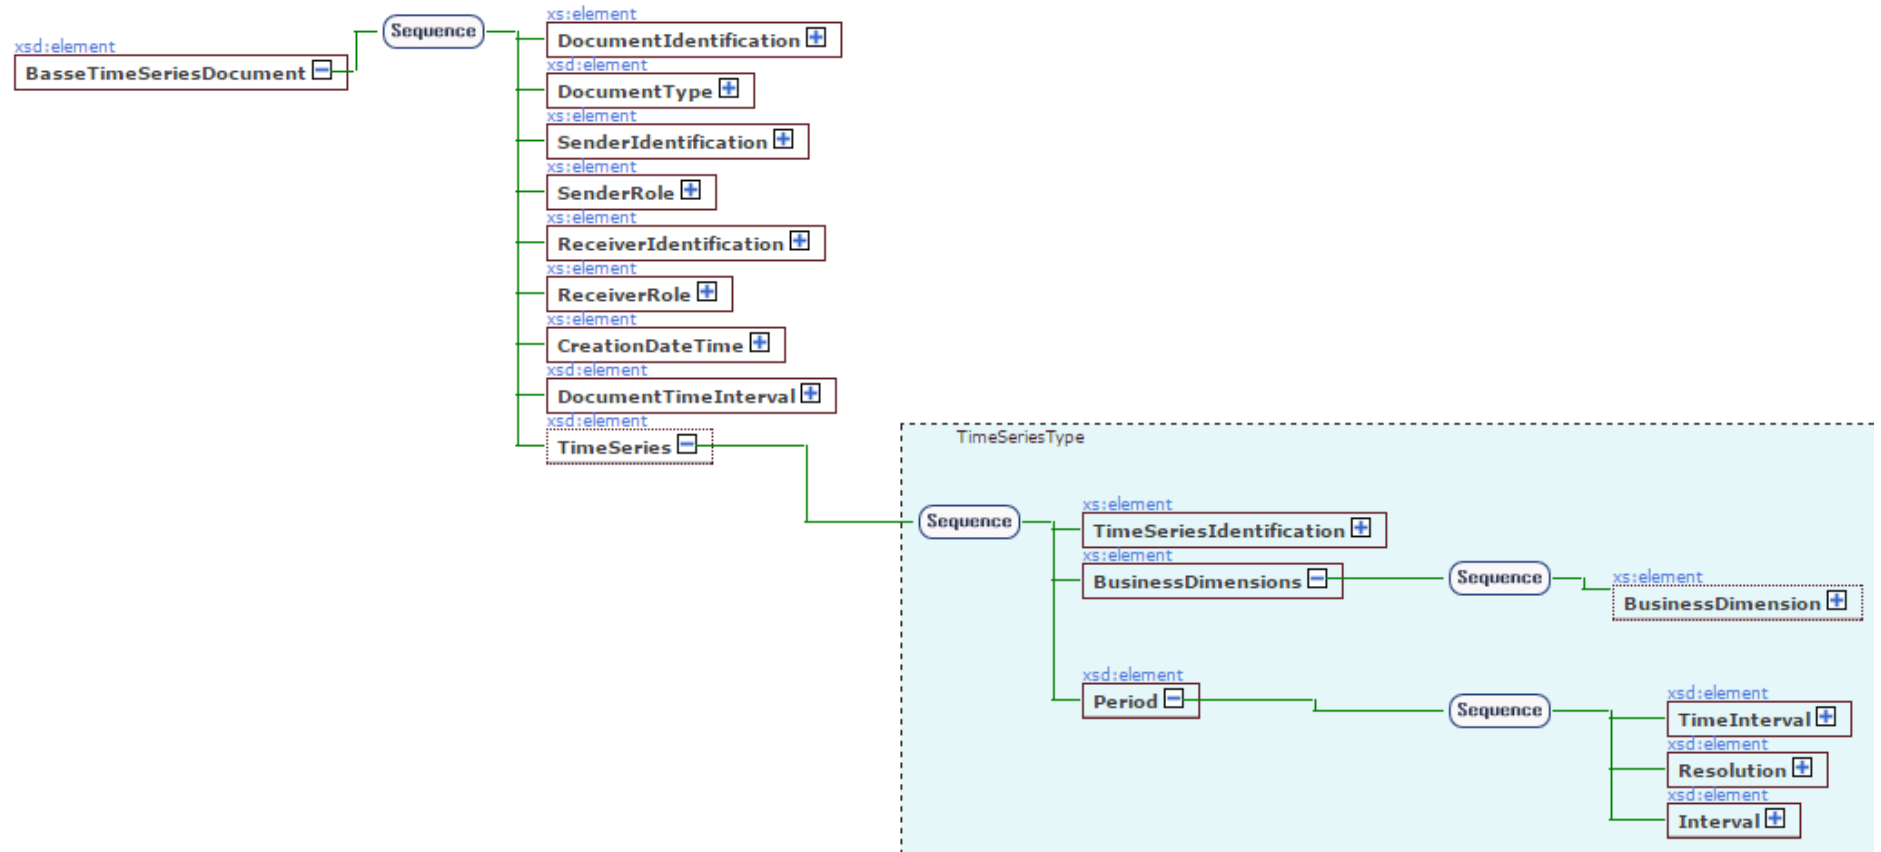 xsd:element
BasseTimeSeriesDocument
Sequence
xs:element
DocumentIdentification
xsd:element
DocumentType
xs:element
SenderIdentification
xs:element
SenderRole
xs:element
ReceiverIdentification
xs:element
ReceiverRole
xs:element
CreationDateTime
xsd:element
DocumentTimeInterval
xsd:element
TimeSeries
TimeSeriesType
Sequence
xs:element
TimeSeriesIdentification
xs:element
BusinessDimensions
Sequence
xs:element
BusinessDimension
xsd:element
Period
Sequence
xsd:element
TimeInterval
xsd:element
Resolution
xsd:element
Interval